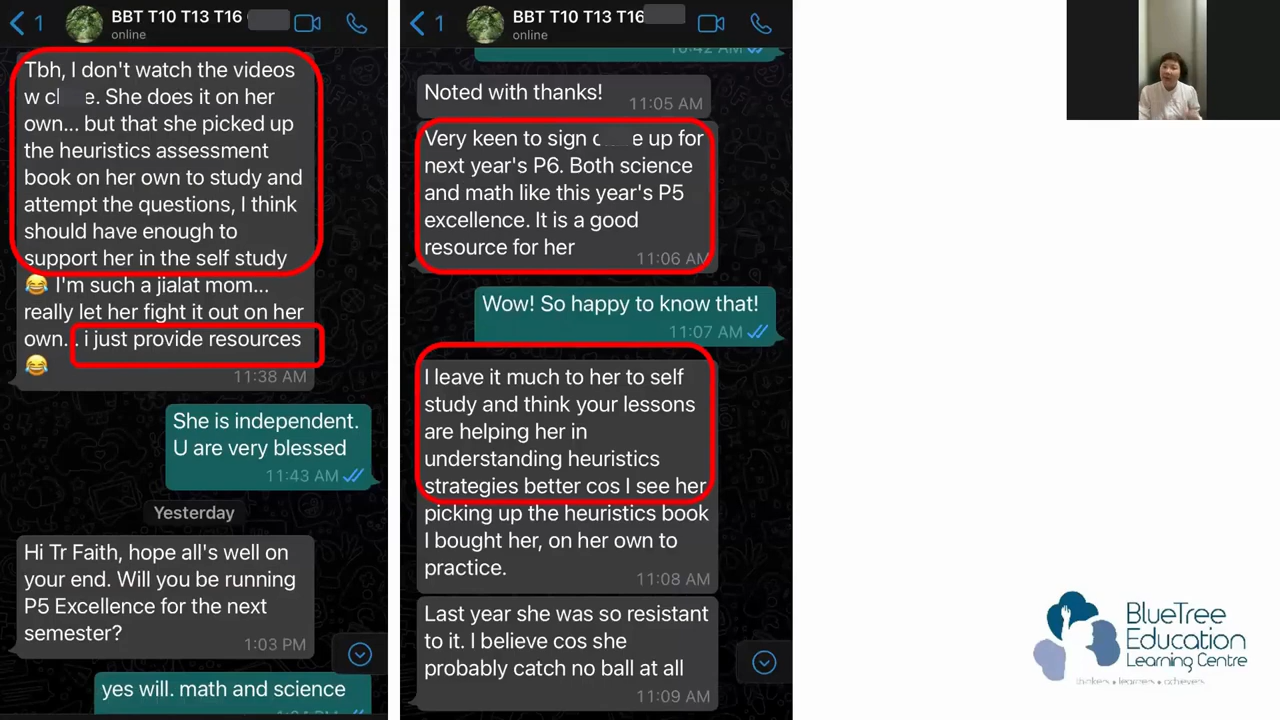 1
BBT T10 T13 T16
online
Tbh, I don't watch the videos
w cl e. She does it on her
own... but that she picked up
the heuristics assessment
book on her own to study and
attempt the questions, I think
should have enough to
support her in the self study
😂 I'm such a jialat mom...
really let her fight it out on her
own... i just provide resources
😂
11:38 AM
She is independent.
U are very blessed
11:43 AM
Yesterday
Hi Tr Faith, hope all's well on
your end. Will you be running
P5 Excellence for the next
semester?
1:03 PM
yes will. math and science
1
BBT T10 T13 T16
online
Noted with thanks!
11:05 AM
Very keen to sign c e up for
next year's P6. Both science
and math like this year's P5
excellence. It is a good
resource for her
11:06 AM
Wow! So happy to know that!
11:07 AM
I leave it much to her to self
study and think your lessons
are helping her in
understanding heuristics
strategies better cos I see her
picking up the heuristics book
I bought her, on her own to
practice.
11:08 AM
Last year she was so resistant
to it. I believe cos she
probably catch no ball at all
11:09 AM
BlueTree
Education
Learning Centre
thinkers • learners • achievers